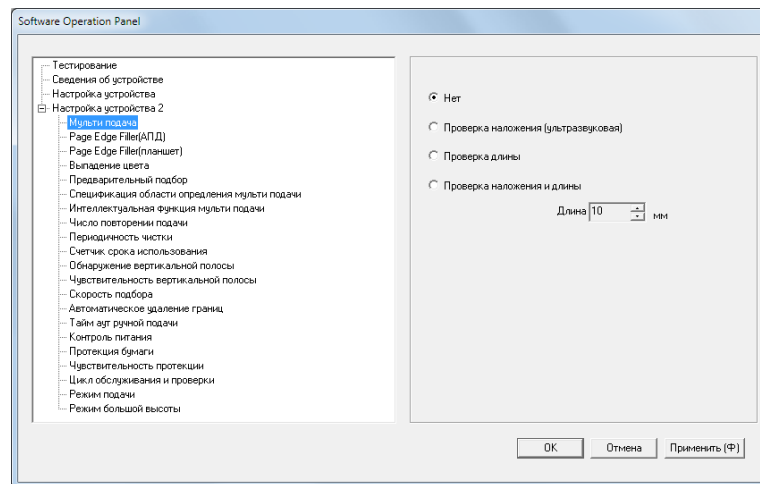 Software Operation Panel
Тестирование
Сведения об устройстве
Настройка устройства
Настройка устройства 2
Мульти подача
Page Edge Filler(АПД)
Page Edge Filler(планшет)
Выпадение цвета
Предварительный подбор
Спецификация области опредления мульти подачи
Интеллектуальная функция мульти подачи
Число повторении подачи
Периодичность чистки
Счетчик срока использования
Обнаружение вертикальной полосы
Чувствительность вертикальной полосы
Скорость подбора
Автоматическое удаление границ
Тайм аут ручной подачи
Контроль питания
Протекция бумаги
Чувствительность протекции
Цикл обслуживания и проверки
Режим подачи
Режим большой высоты
Нет
Проверка наложения (ультразвуковая)
Проверка длины
Проверка наложения и длины
Длина 10 мм
OK Отмена Применить (Ф)